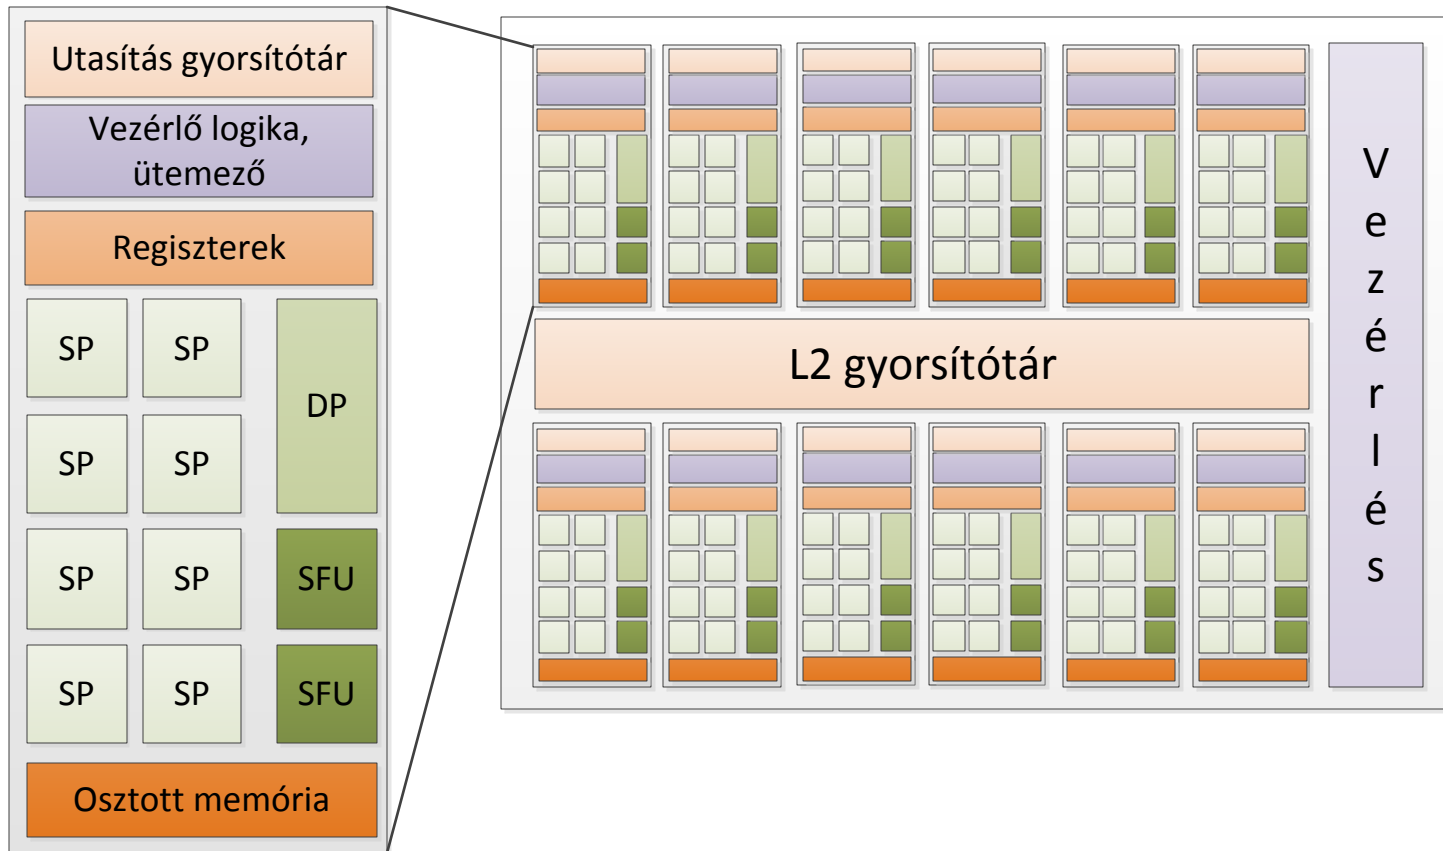 Utasítás gyorsítótár
Vezérlő logika,
ütemező
Regiszterek
SP SP
DP
SP SP
SP SP SFU
SP SP SFU
Osztott memória
L2 gyorsítótár
V
e
z
é
r
l
é
s